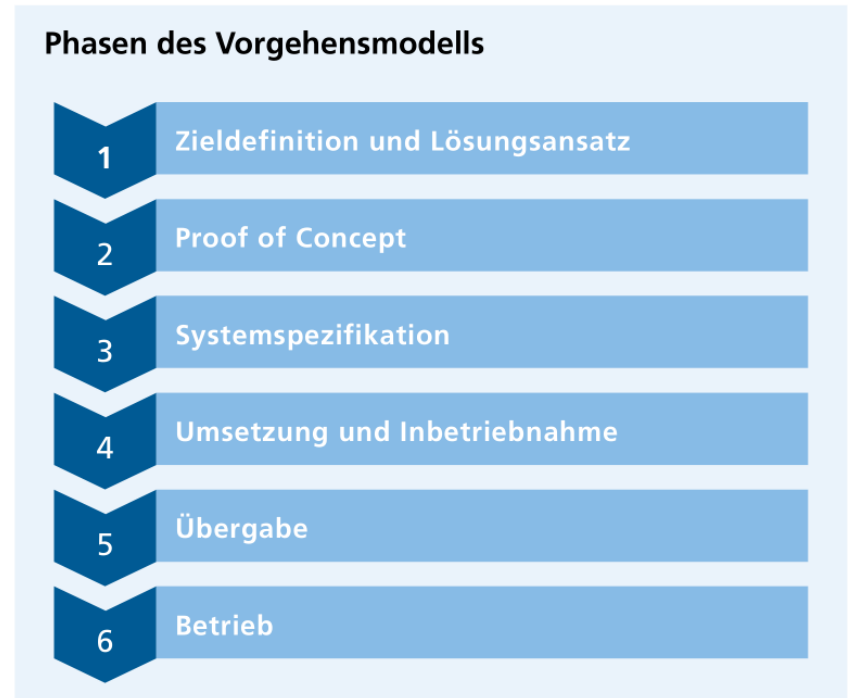 Phasen des Vorgehensmodells
1 Zieldefinition und Lösungsansatz
2 Proof of Concept
3 Systemspezifikation
4 Umsetzung und Inbetriebnahme
5 Übergabe
6 Betrieb